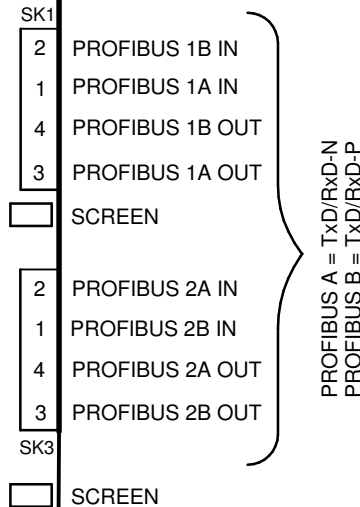 SK1
2 PROFIBUS 1B IN
1 PROFIBUS 1A IN
4 PROFIBUS 1B OUT
3 PROFIBUS 1A OUT
SCREEN
2 PROFIBUS 2A IN
1 PROFIBUS 2B IN
4 PROFIBUS 2A OUT
3 PROFIBUS 2B OUT
SK3
SCREEN
PROFIBUS A = TxD/RxD-N
PROFIBUS B = TxD/RxD-P